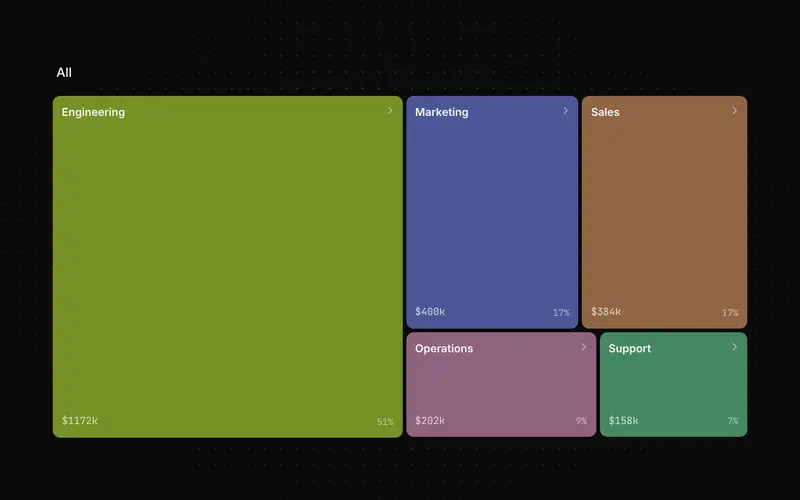 All
Engineering
$1172k
51%
Marketing
$400k
17%
Sales
$384k
17%
Operations
$202k
9%
Support
$158k
7%